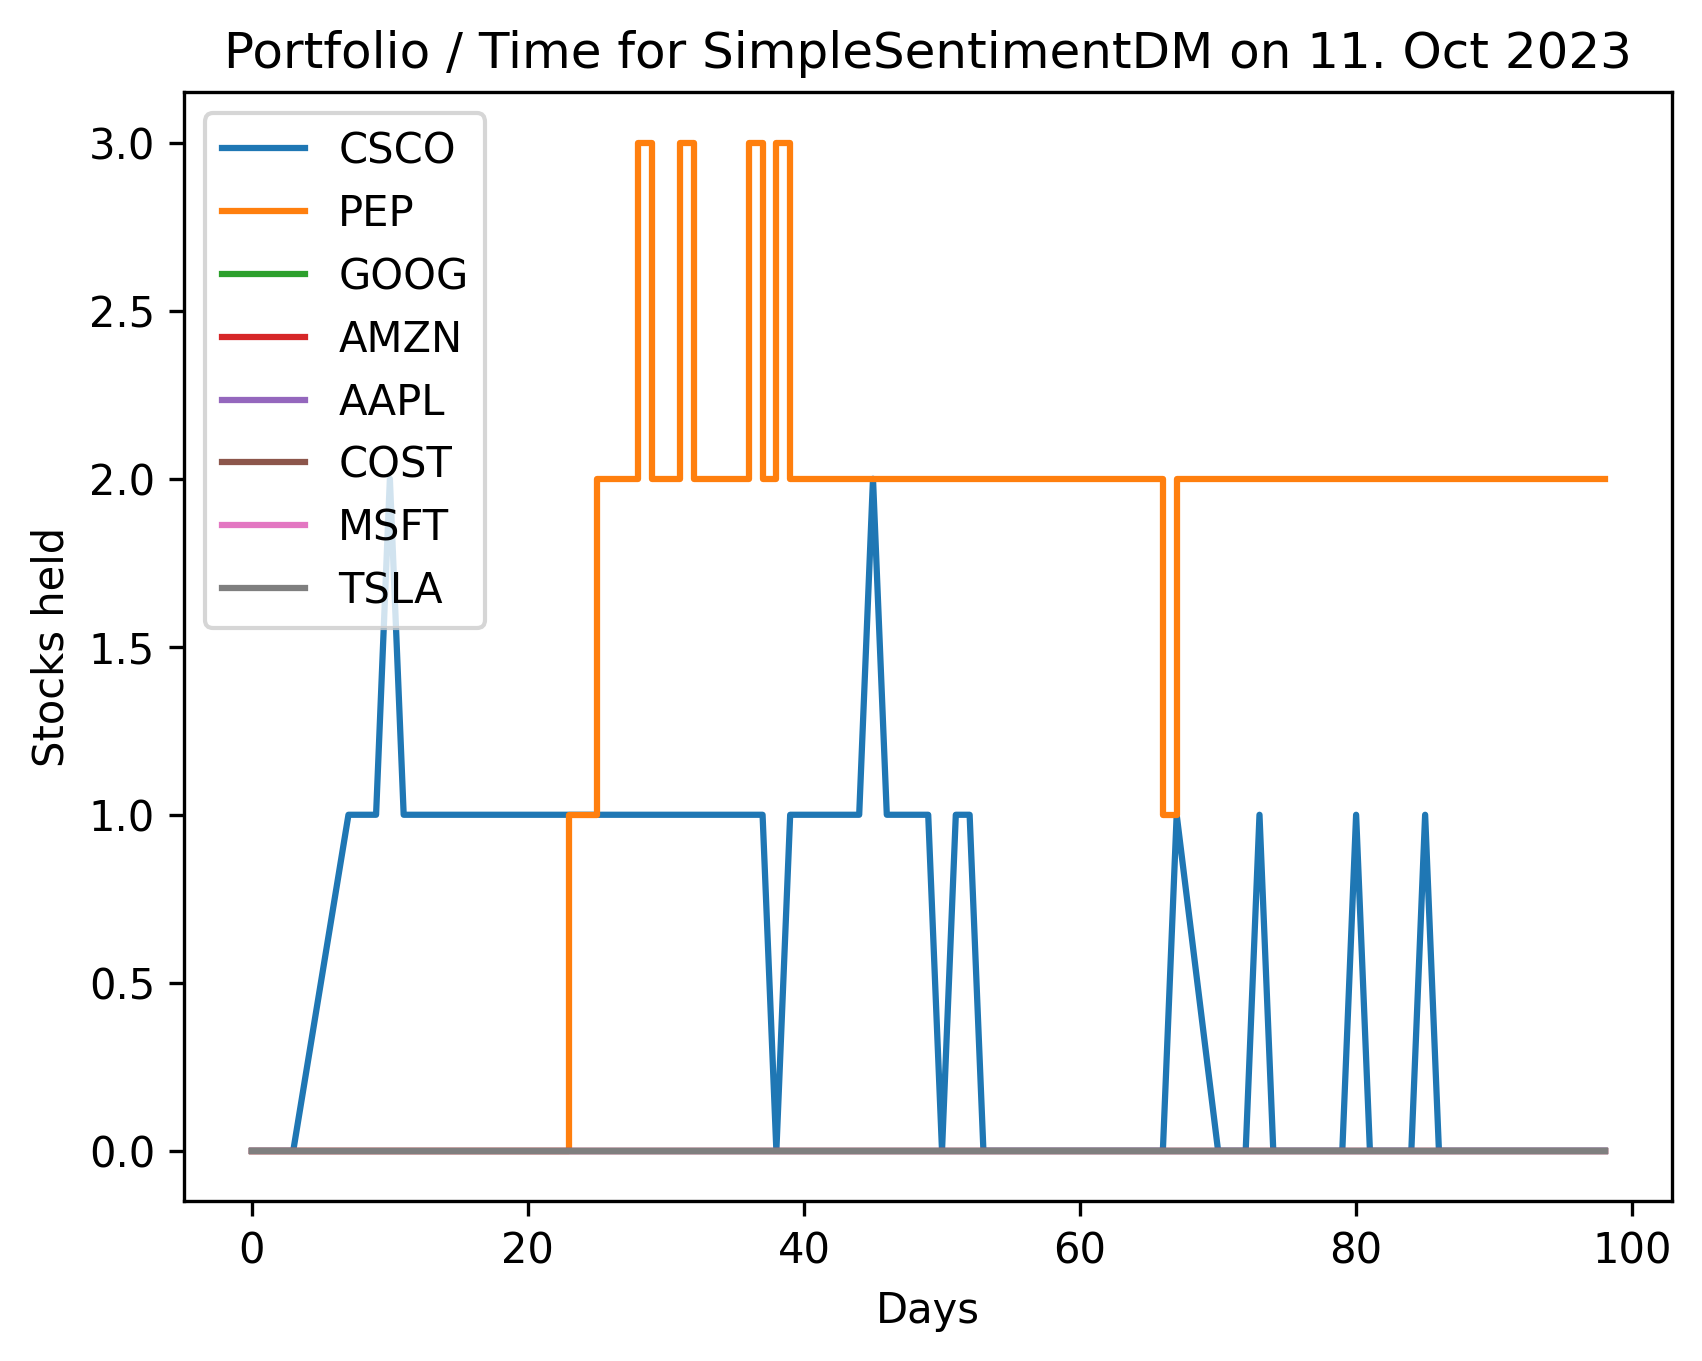 Portfolio / Time for SimpleSentimentDM on 11. Oct 2023
CSCO
PEP
GOOG
AMZN
AAPL
COST
MSFT
TSLA
3.0
2.5
2.0
1.5
1.0
0.5
0.0
Stocks held
0 20 40 60 80 100
Days